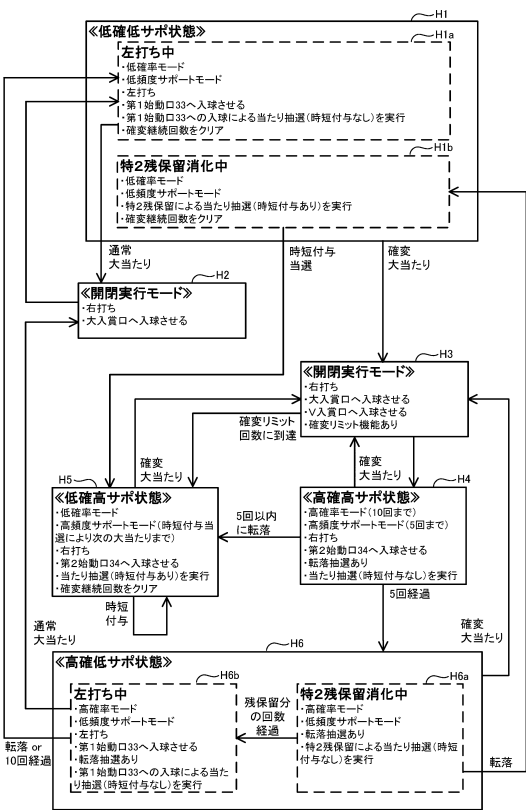 H1
≪低確低サポ状態≫
H1a
左打ち中
・低確率モード
・低頻度サポートモード
・左打ち
・第1始動口33へ入球させる
・第1始動口33への入球による当たり抽選(時短付与なし)を実行
・確変継続回数をクリア
H1b
特2残保留消化中
・低確率モード
・低頻度サポートモード
・特2残保留による当たり抽選(時短付与あり)を実行
・確変継続回数をクリア
通常
大当たり
時短付与
当選
確変
大当たり
H2
≪開閉実行モード≫
・右打ち
・大入賞口へ入球させる
H3
≪開閉実行モード≫
・右打ち
・大入賞口へ入球させる
・V入賞口へ入球させる
・確変リミット機能あり
確変リミット
回数に到達
確変
大当たり
確変
大当たり
H5
≪低確高サポ状態≫
・低確率モード
・高頻度サポートモード(時短付与当
選により次の大当たりまで)
・右打ち
・第2始動口34へ入球させる
・当たり抽選(時短付与あり)を実行
・確変継続回数をクリア
5回以内
に転落
H4
≪高確高サポ状態≫
・高確率モード(10回まで)
・高頻度サポートモード(5回まで)
・右打ち
・第2始動口34へ入球させる
・転落抽選あり
・当たり抽選(時短付与なし)を実行
時短
付与
5回経過
通常
大当たり
確変
大当たり
H6
≪高確低サポ状態≫
H6b
左打ち中
・高確率モード
・低頻度サポートモード
・左打ち
・第1始動口33へ入球させる
・転落抽選あり
・第1始動口33への入球による当た
り抽選(時短付与なし)を実行
残保留分
の回数
経過
H6a
特2残保留消化中
・高確率モード
・低頻度サポートモード
・転落抽選あり
・特2残保留による当たり抽選(時短
付与なし)を実行
転落 or
10回経過
転落